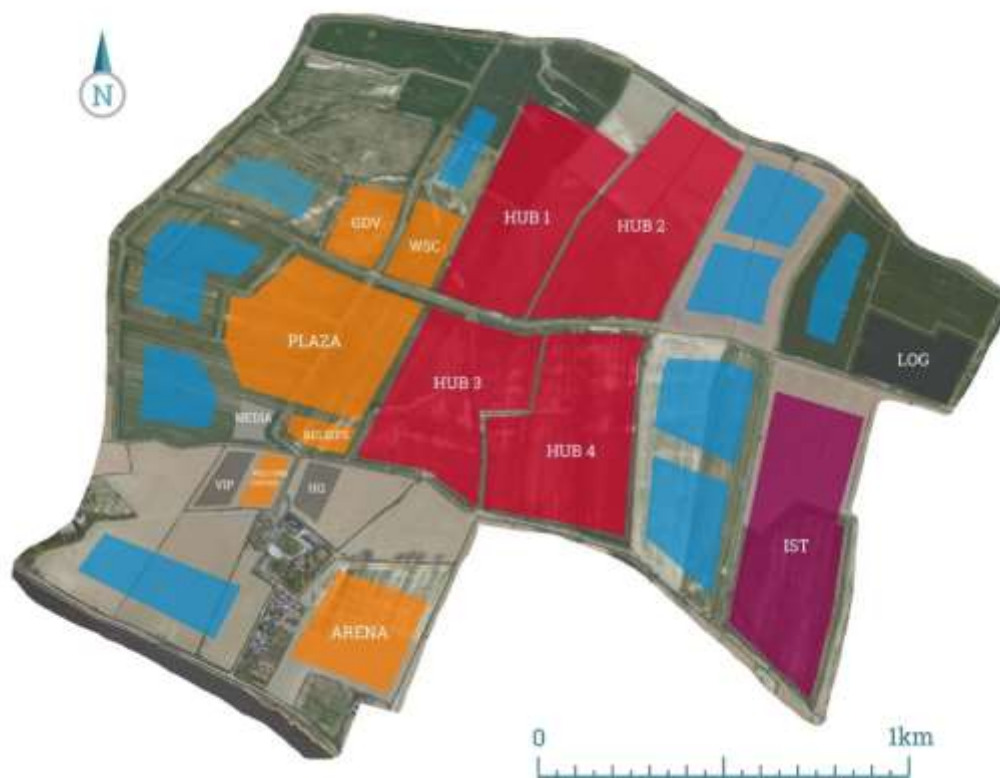 N
HUB 1
HUB 2
GDV
WSC
PLAZA
HUB 3
LOG
MEDIA
HUB 4
VIP
HQ
IST
ARENA
0
1km